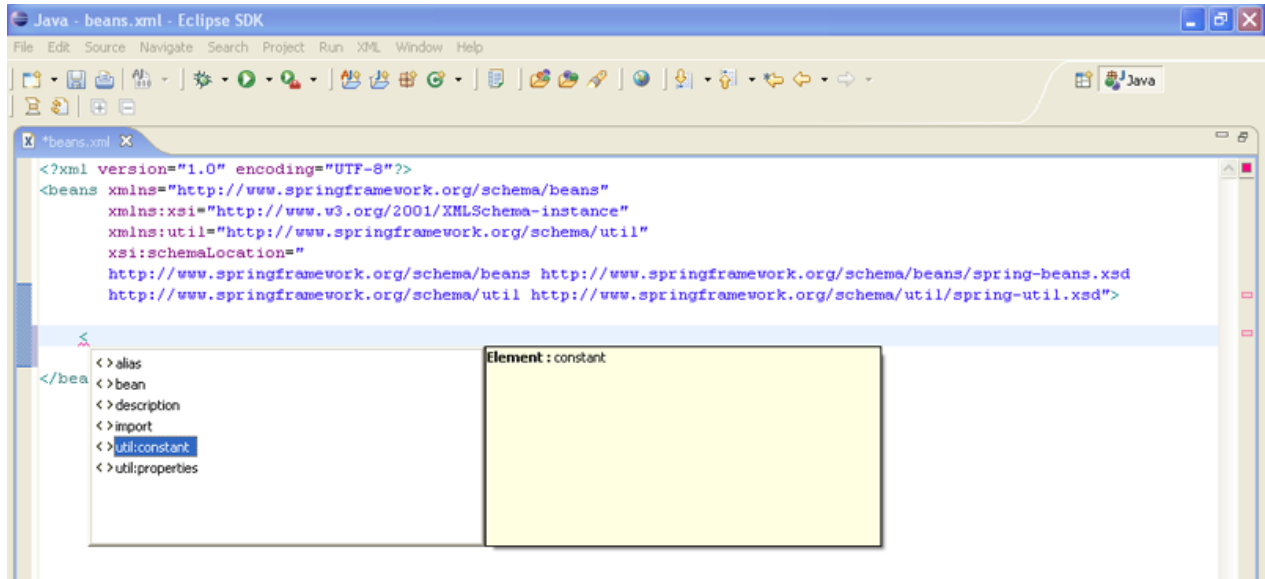 Java - beans.xml - Eclipse SDK
File Edit Source Navigate Search Project Run XML Window Help
Java
*beans.xml
<?xml version="1.0" encoding="UTF-8"?>
<beans xmlns="http://www.springframework.org/schema/beans"
xmlns:xsi="http://www.w3.org/2001/XMLSchema-instance"
xmlns:util="http://www.springframework.org/schema/util"
xsi:schemaLocation="
http://www.springframework.org/schema/beans http://www.springframework.org/schema/beans/spring-beans.xsd
http://www.springframework.org/schema/util http://www.springframework.org/schema/util/spring-util.xsd">
<
<> alias
Element : constant
</bea
<> bean
<> description
<> import
<> util:constant
<> util:properties